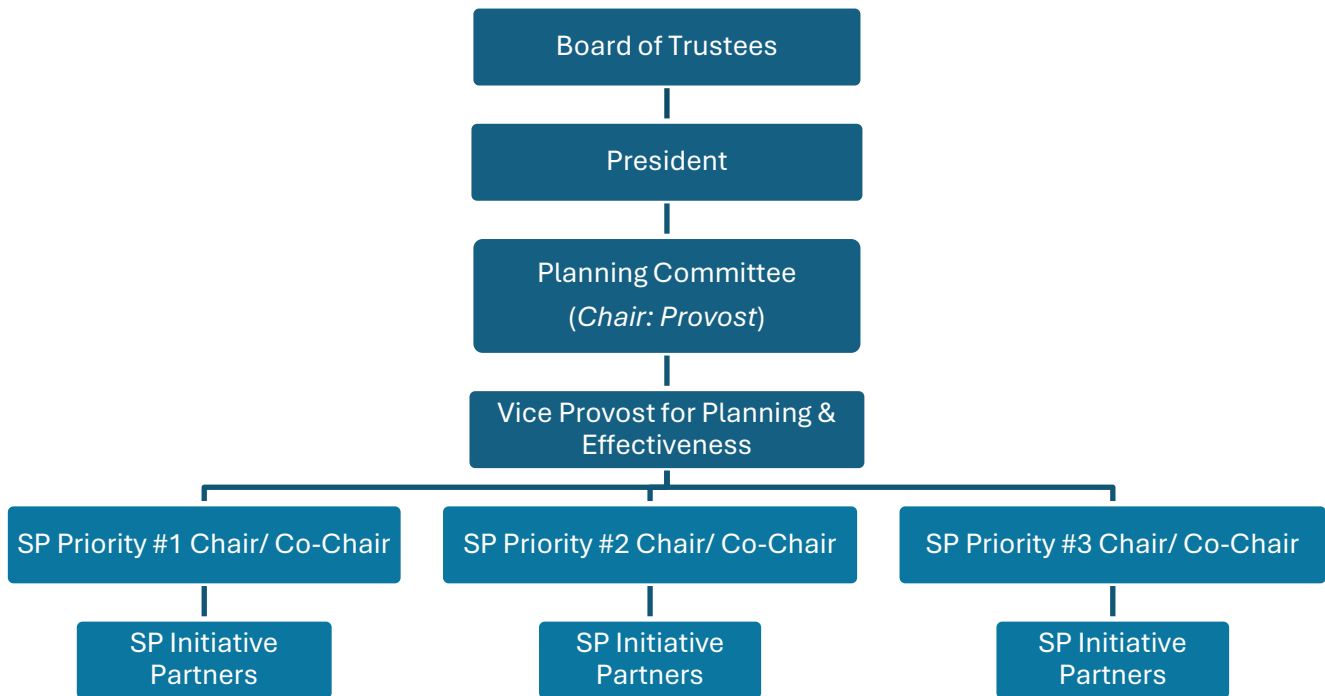 Board of Trustees
President
Planning Committee
(Chair: Provost)
Vice Provost for Planning &
Effectiveness
SP Priority #1 Chair/ Co-Chair
SP Priority #2 Chair/ Co-Chair
SP Priority #3 Chair/ Co-Chair
SP Initiative
Partners
SP Initiative
Partners
SP Initiative
Partners